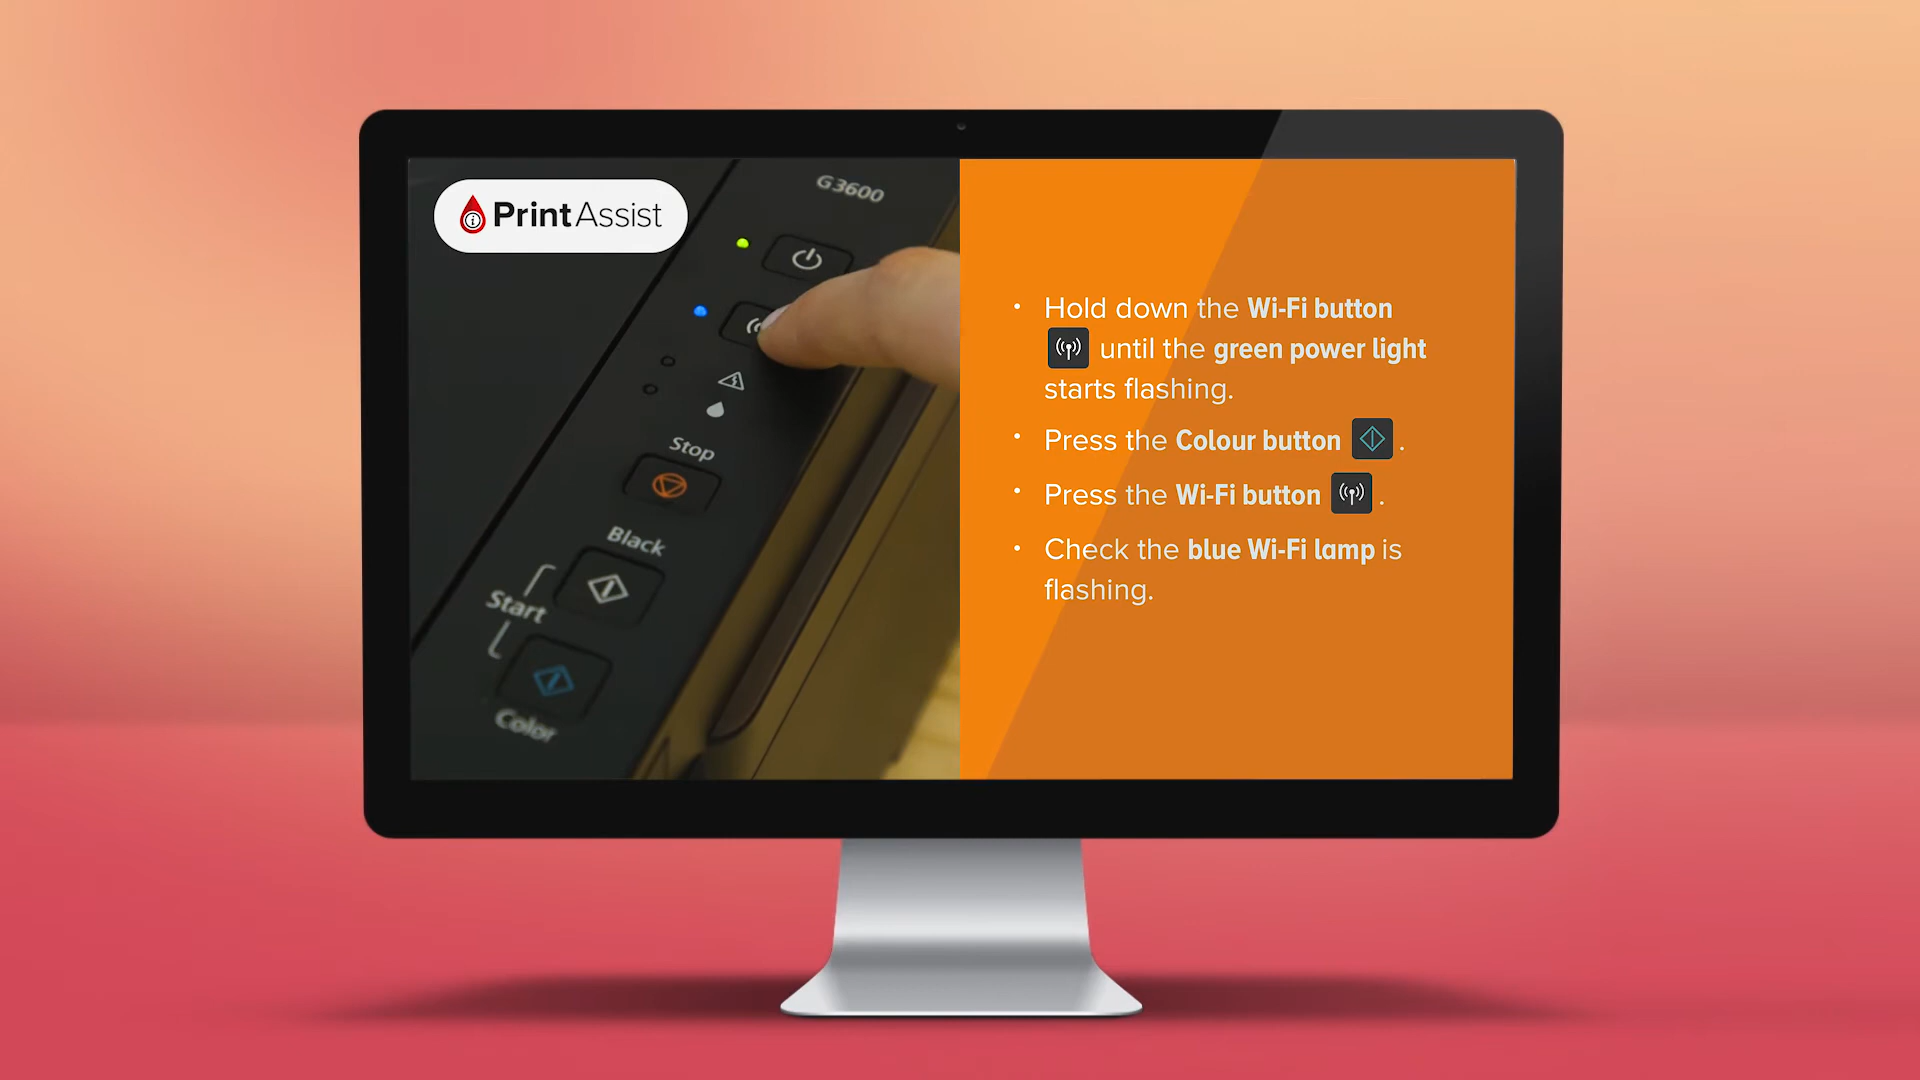 PrintAssist
G3600
Stop
Black
Start
Color
Hold down the Wi-Fi button
until the green power light
starts flashing.
Press the Colour button .
Press the Wi-Fi button .
Check the blue Wi-Fi lamp is
flashing.